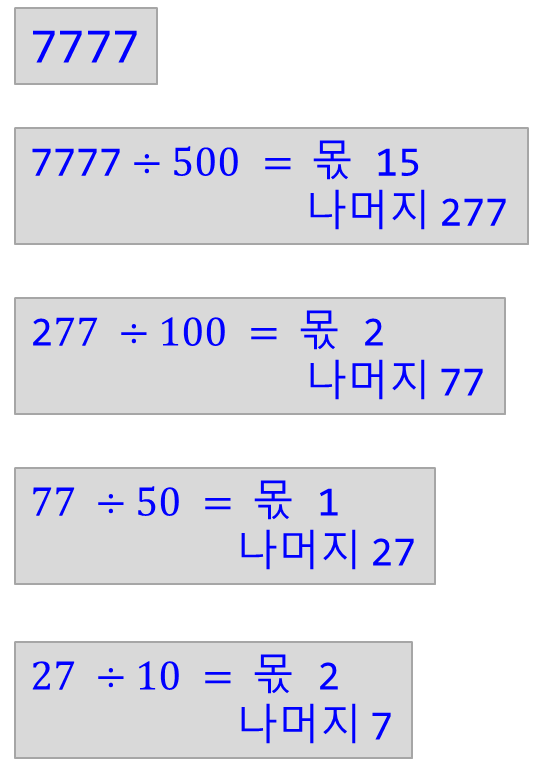 7777
7777 ÷ 500 = 몫 15
나머지 277
277 ÷ 100 = 몫 2
나머지 77
77 ÷ 50 = 몫 1
나머지 27
27 ÷ 10 = 몫 2
나머지 7